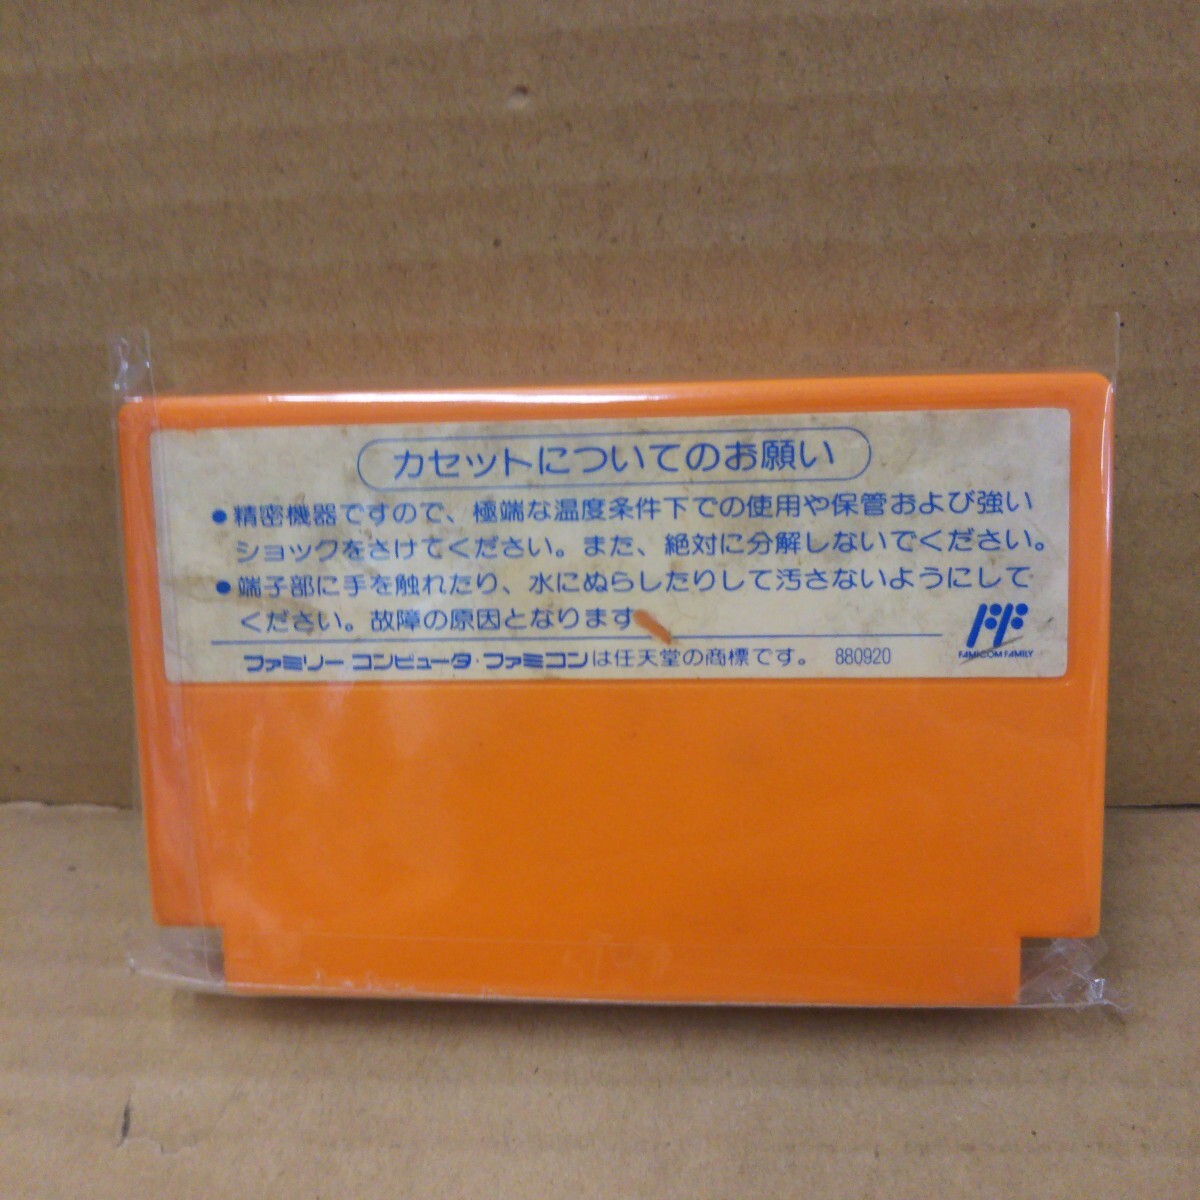 カセットについてのお願い
●精密機器ですので、極端な温度条件下での使用や保管および強い
ショックをさけてください。また、絶対に分解しないでください。
●端子部に手を触れたり、水にぬらしたりして汚さないようにして
ください。故障の原因となります
FAMICOM FAMILY
ファミリー コンピュータ・ファミコンは任天堂の商標です。 880920